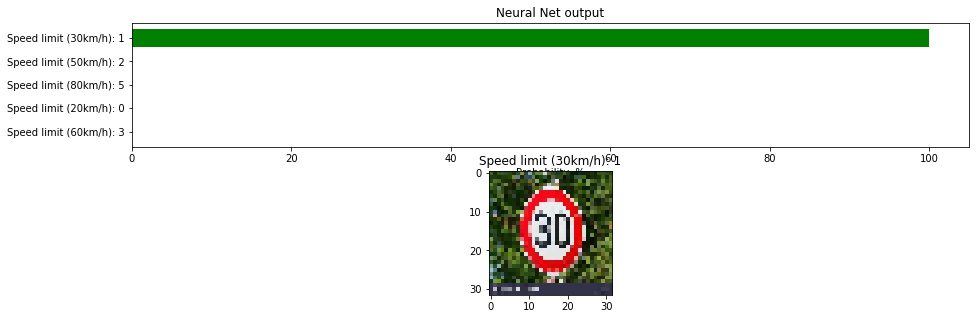 Neural Net output
Speed limit (30km/h): 1
Speed limit (50km/h): 2
Speed limit (80km/h): 5
Speed limit (20km/h): 0
Speed limit (60km/h): 3
0 20 40 60 80 100
Probability, %
Speed limit (30km/h): 1
0
10
20
30
30
0 10 20 30